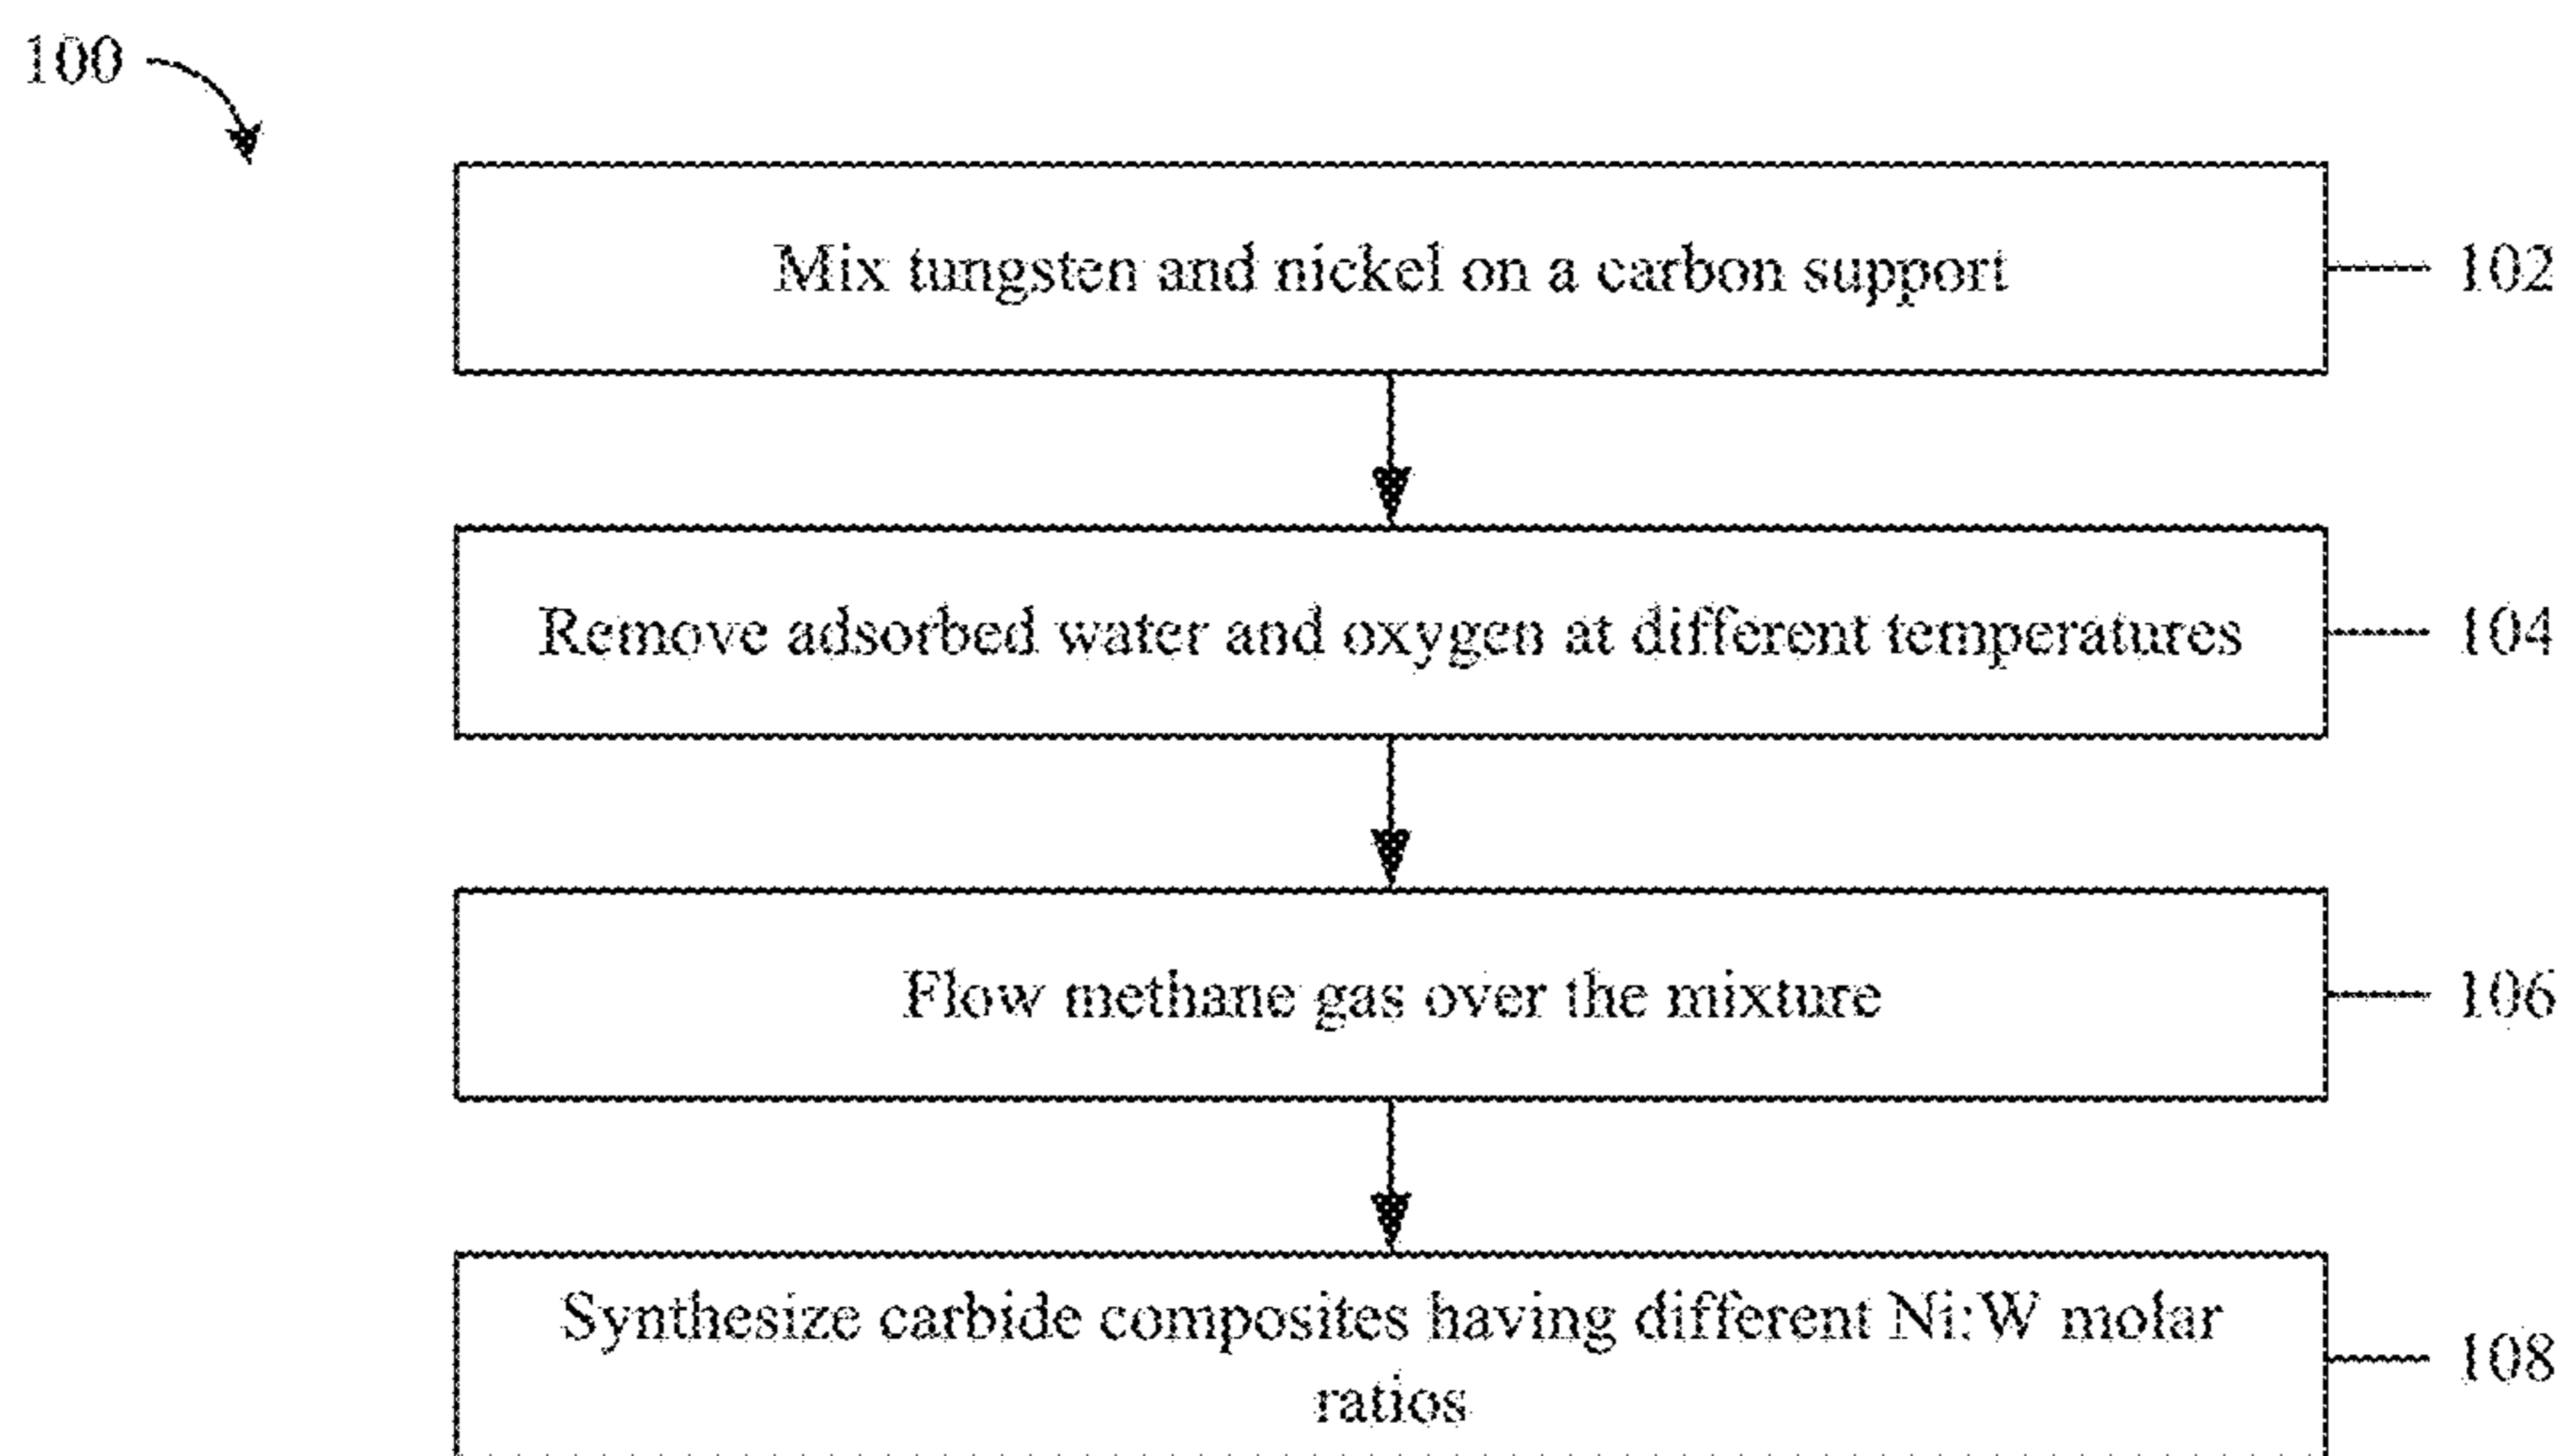 100
Mix tungsten and nickel on a carbon support
102
Remove adsorbed water and oxygen at different temperatures
104
Flow methane gas over the mixture
106
Synthesize carbide composites having different Ni:W molar
ratios
108